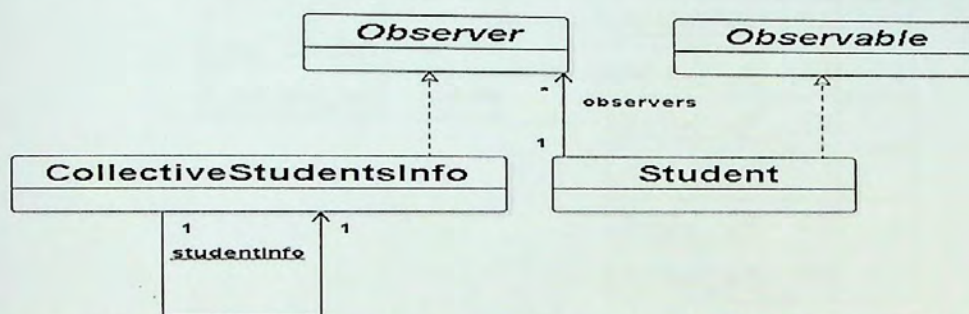 Observer
Observable
*
observers
1
CollectiveStudentsInfo
Student
1
1
studentInfo